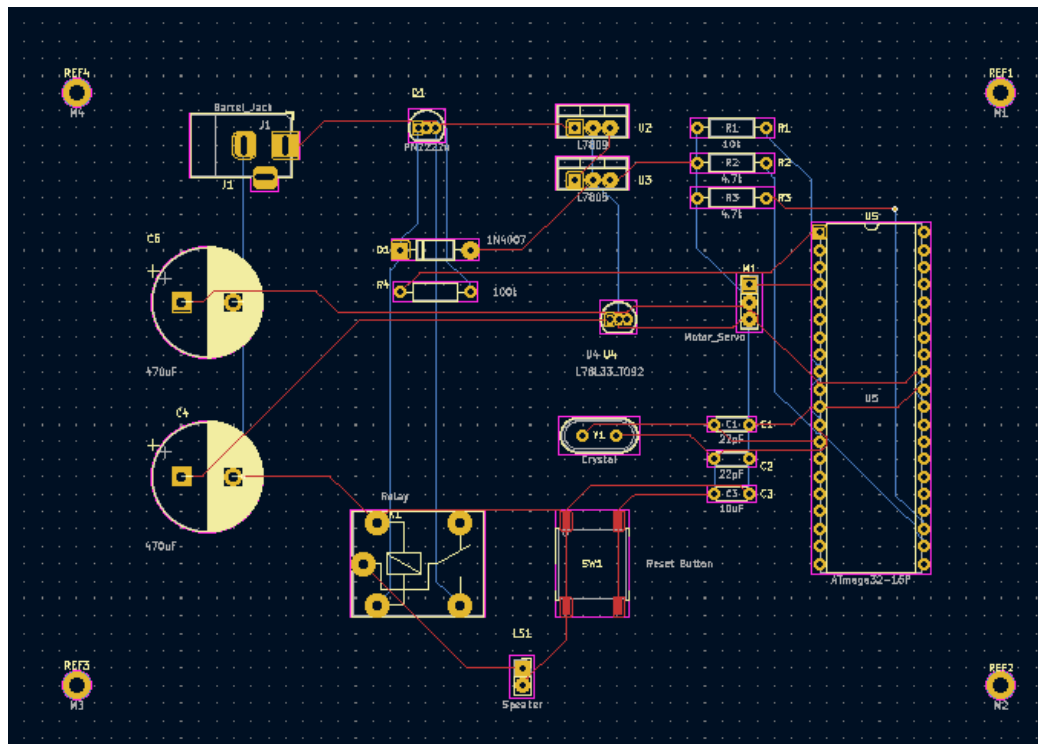 REF4
M4
REF1
M1
Barrel_Jack
J1
J1
Q1
PN2222A
U2
L7809
U3
L7805
R1
R1
10k
R2
R2
4.7k
R3
R3
4.7k
C6
470uF
D1
1N4007
R4
100k
M1
Motor_Servo
U4 U4
L78L33_TO92
U5
U5
ATmega32-16P
C4
470uF
Y1
Crystal
C1
C1
22pF
C2
22pF
C3
C3
10uF
Relay
K1
SW1
Reset Button
LS1
Speaker
REF3
M3
REF2
M2